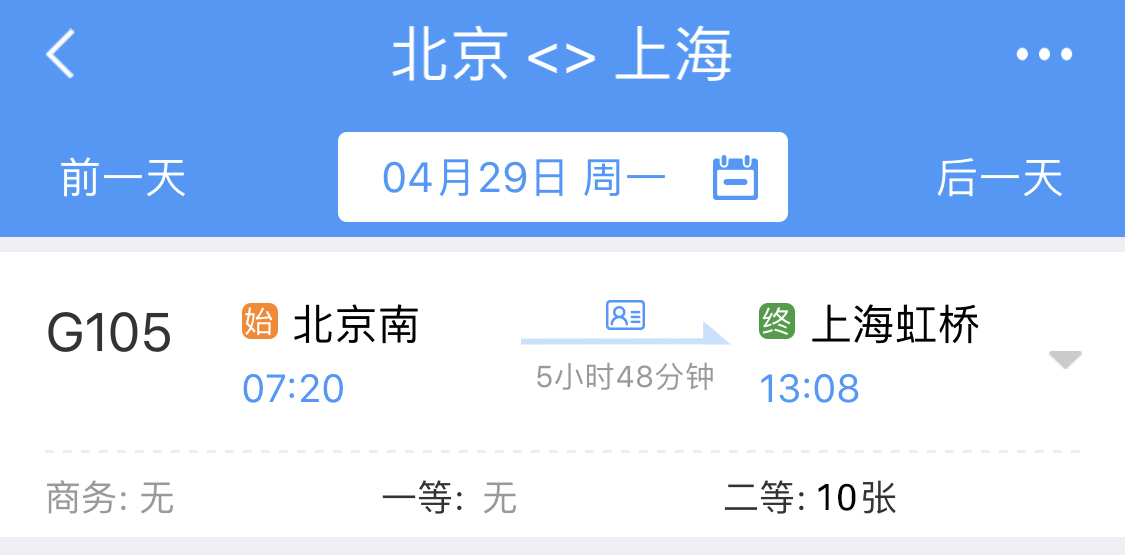 北京 <> 上海
前一天 04月29日 周一 后一天
G105 始 北京南 终 上海虹桥
07:20 5小时48分钟 13:08
商务: 无 一等: 无 二等: 10张